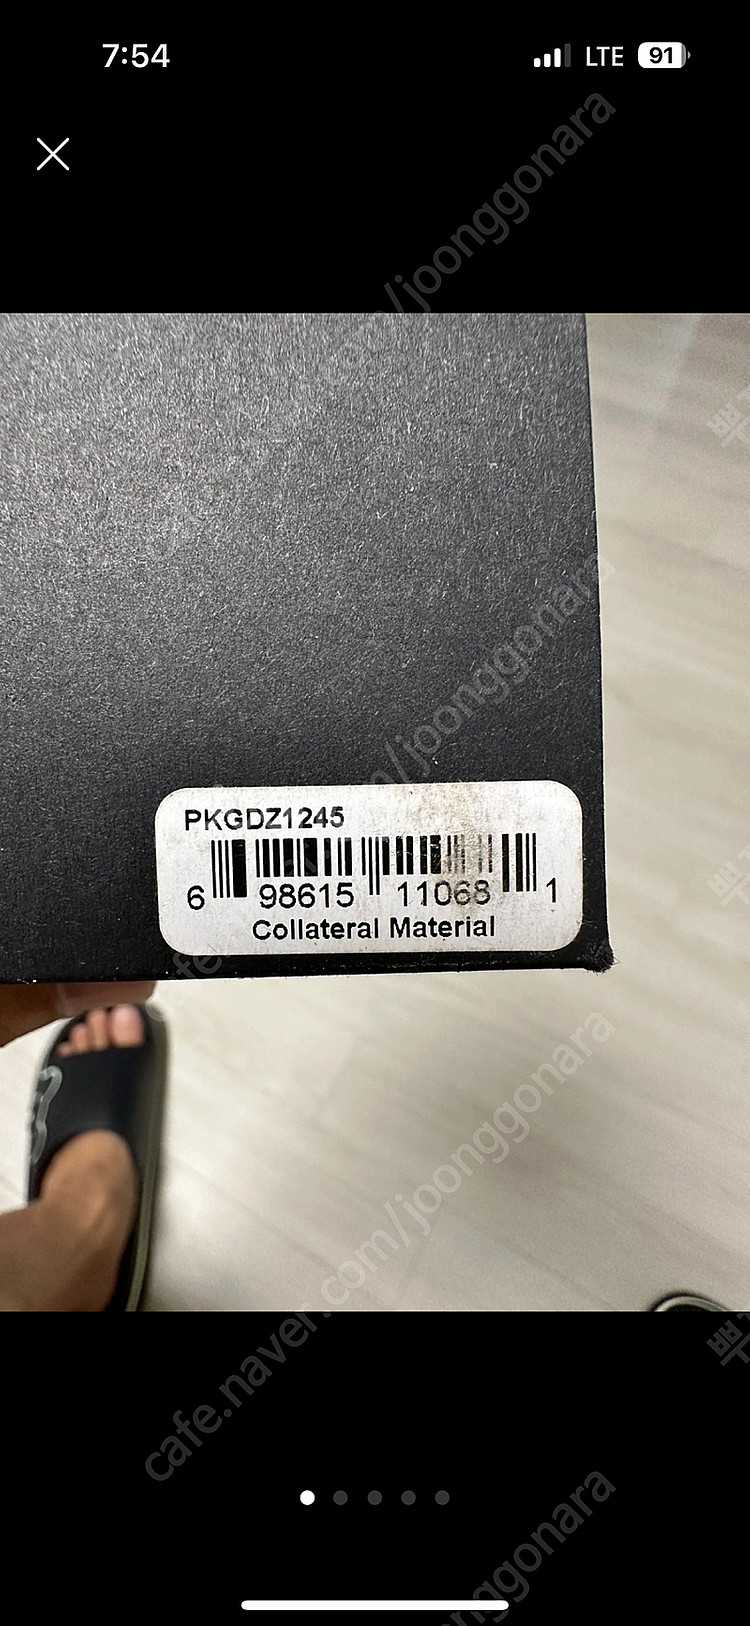 7:54
LTE
91
PKGDZ1245
6 98615 11068 1
Collateral Material
cafe.naver.com/joonggonara